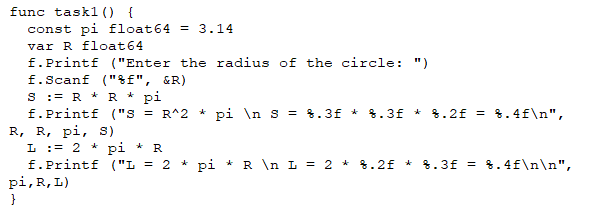 func task1() {
  const pi float64 = 3.14
  var R float64
  f.Printf ("Enter the radius of the circle: ")
  f.Scanf ("%f", &R)
  S := R * R * pi
  f.Printf ("S = R^2 * pi \n S = %.3f * %.3f * %.2f = %.4f\n",
R, R, pi, S)
  L := 2 * pi * R
  f.Printf ("L = 2 * pi * R \n L = 2 * %.2f * %.3f = %.4f\n\n",
pi,R,L)
}